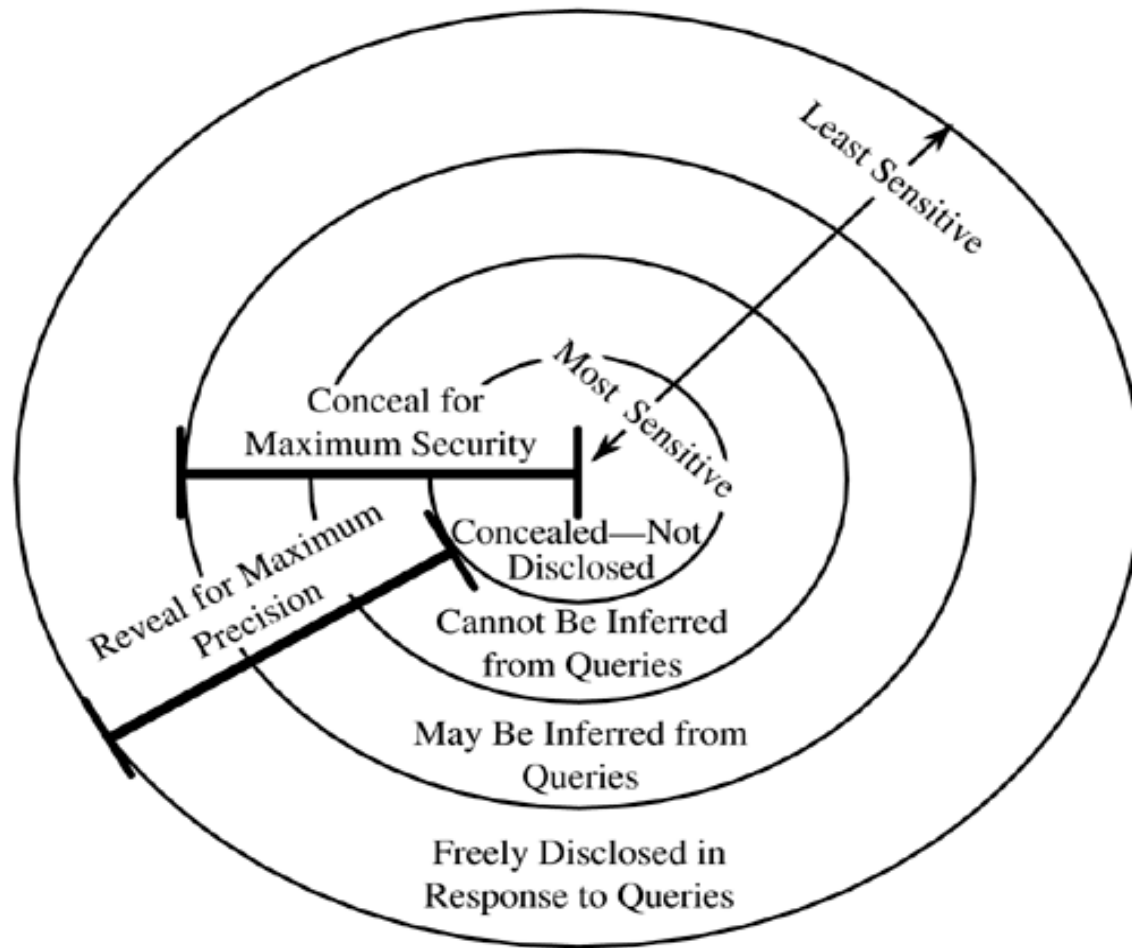 Least Sensitive
Most Sensitive
Conceal for
Maximum Security
Reveal for Maximum
Precision
Concealed—Not
Disclosed
Cannot Be Inferred
from Queries
May Be Inferred from
Queries
Freely Disclosed in
Response to Queries